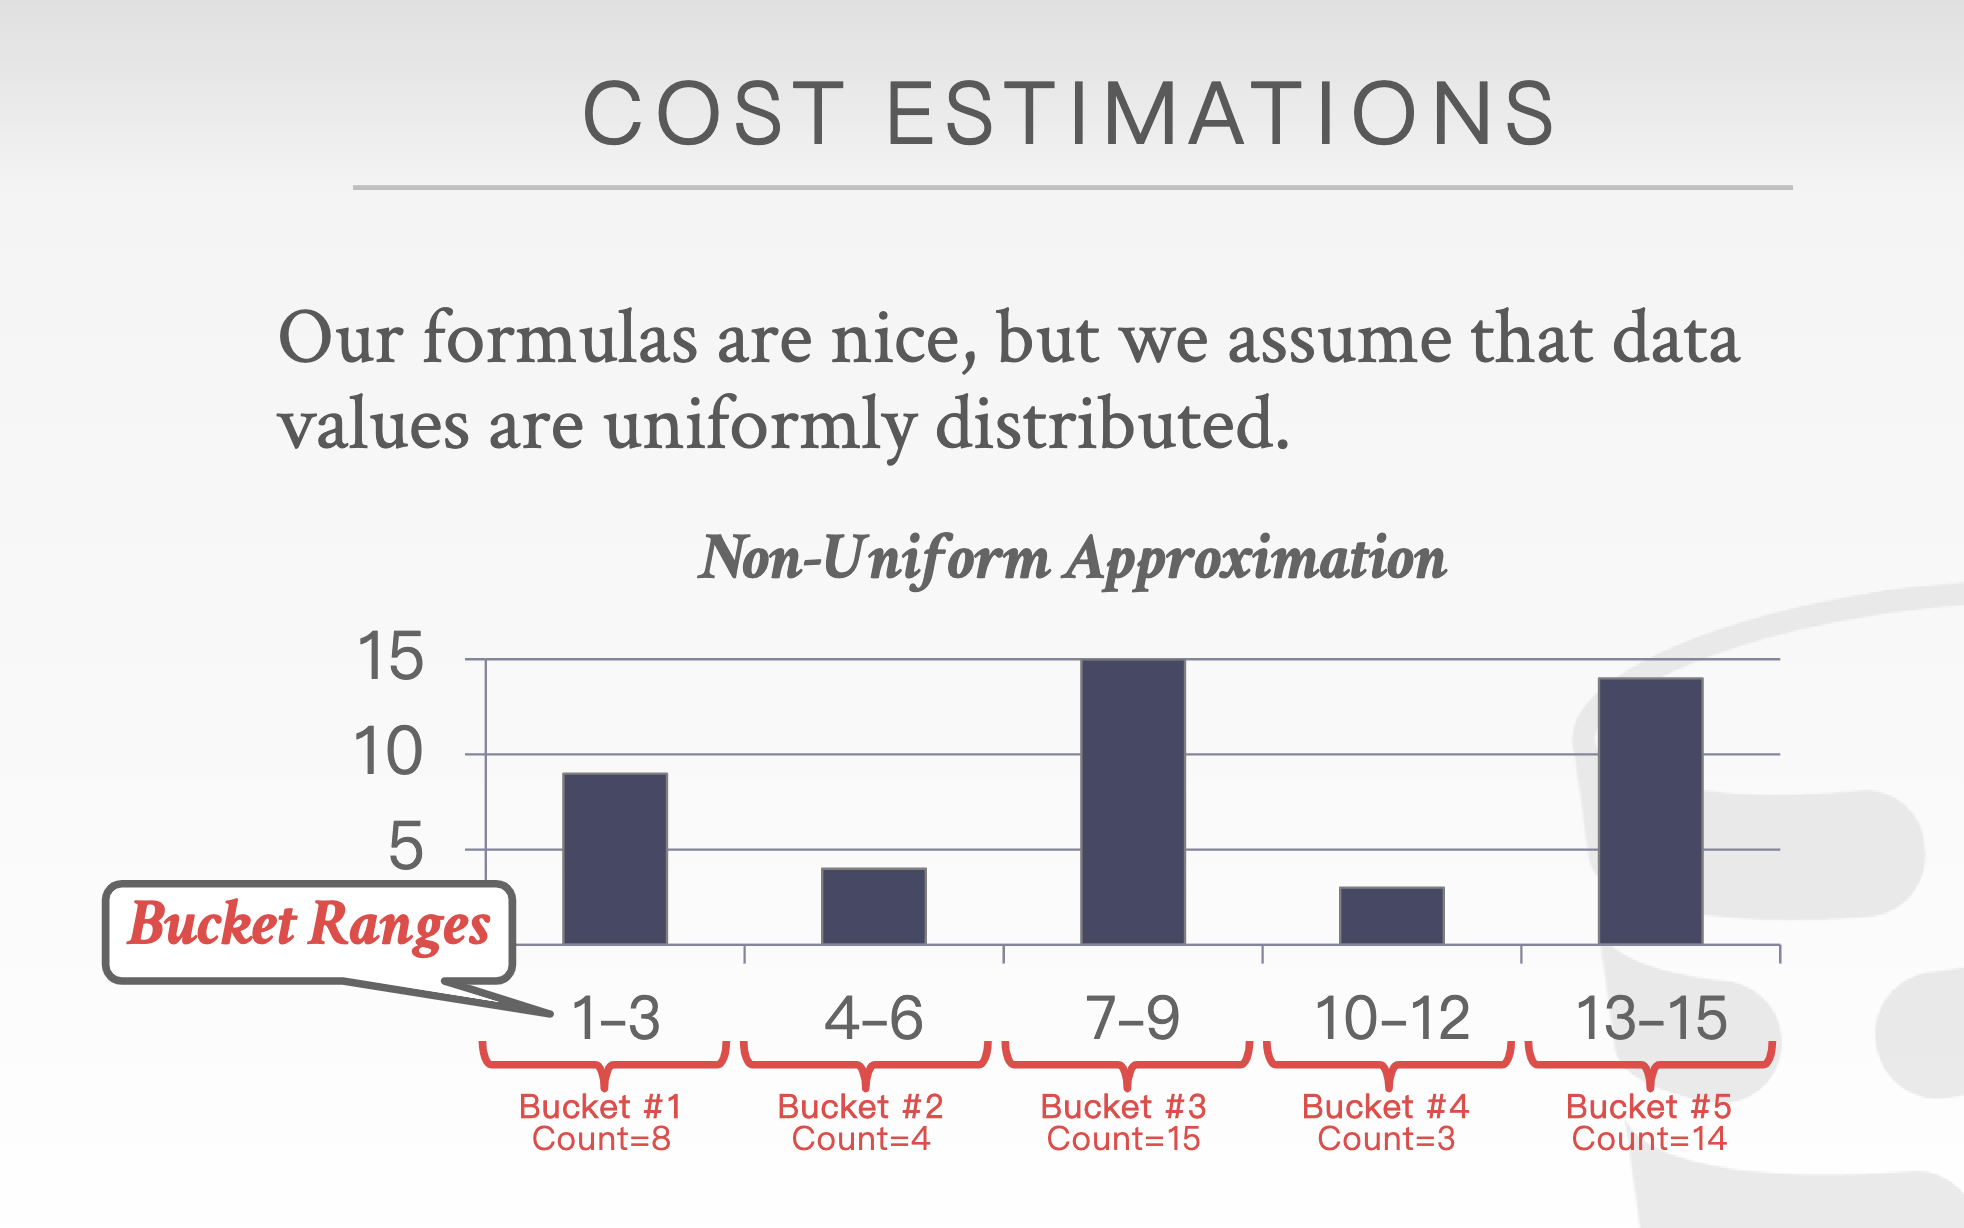 COST ESTIMATIONS
Our formulas are nice, but we assume that data
values are uniformly distributed.
Non-Uniform Approximation
15
10
5
Bucket Ranges
1–3 4–6 7–9 10–12 13–15
Bucket #1 Bucket #2 Bucket #3 Bucket #4 Bucket #5
Count=8 Count=4 Count=15 Count=3 Count=14